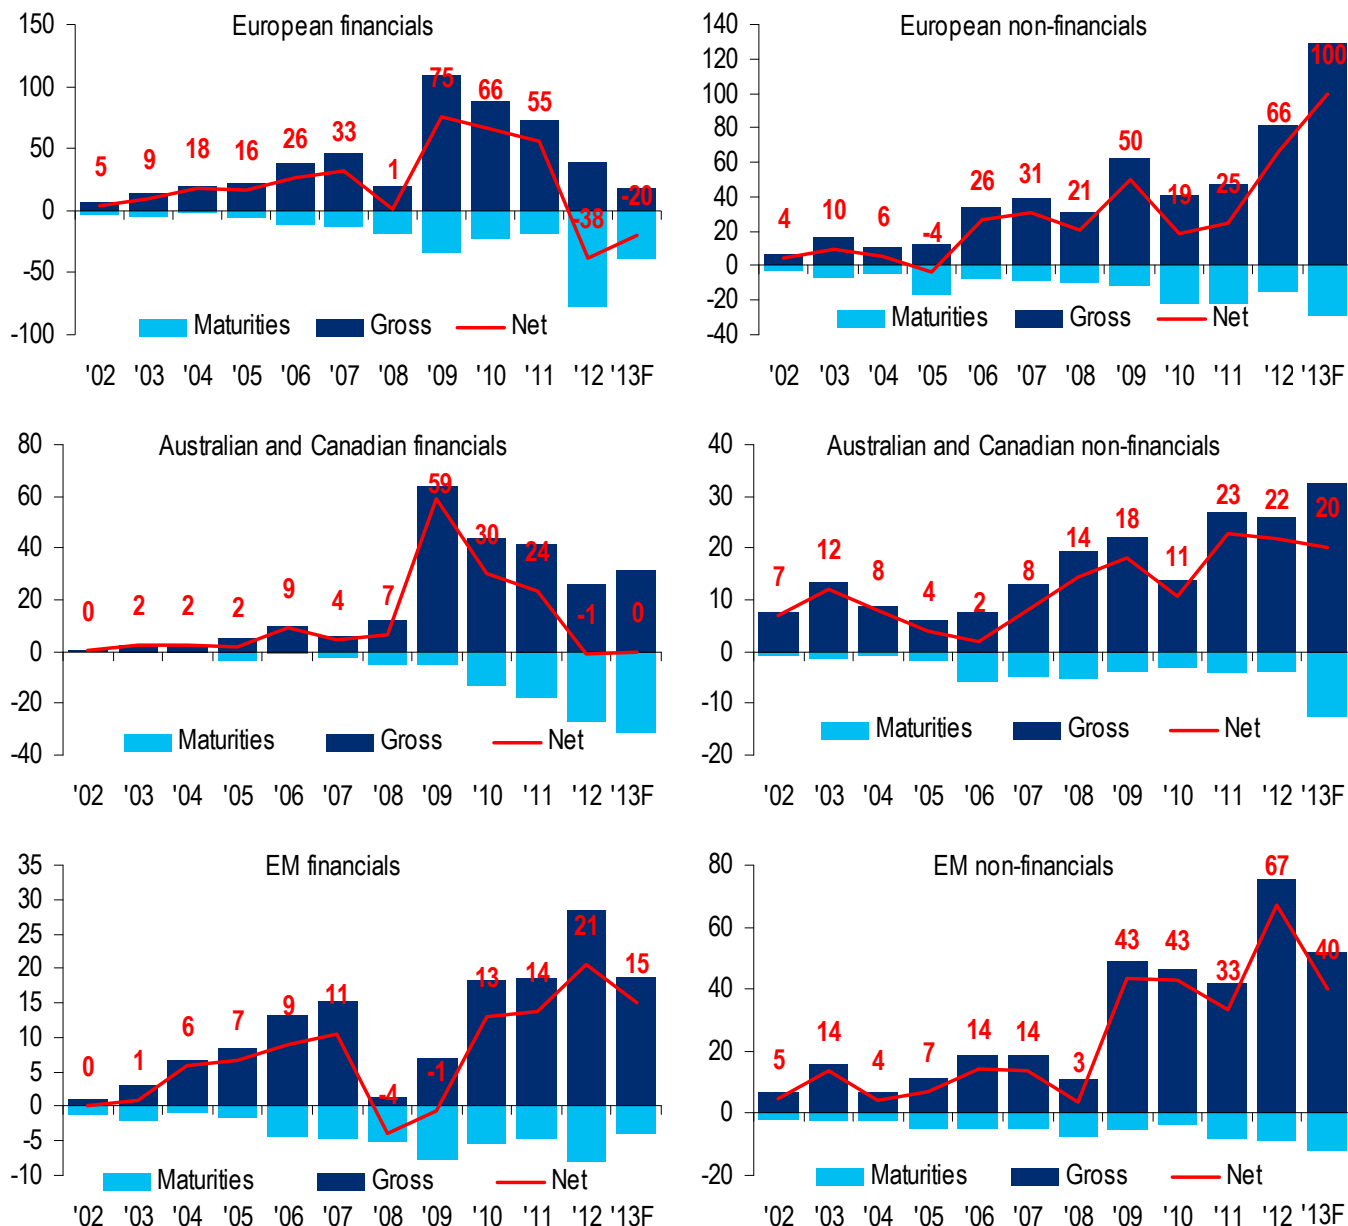 European financials
150
100
50
0
-50
-100
5 9 18 16 26 33 1 75 66 55 -38 -20
Maturities Gross Net
'02 '03 '04 '05 '06 '07 '08 '09 '10 '11 '12 '13F
European non-financials
140
120
100
80
60
40
20
0
-20
-40
4 10 6 -4 26 31 21 50 19 25 66 100
Maturities Gross Net
'02 '03 '04 '05 '06 '07 '08 '09 '10 '11 '12 '13F
Australian and Canadian financials
80
60
40
20
0
-20
-40
0 2 2 2 9 4 7 59 30 24 -1 0
Maturities Gross Net
'02 '03 '04 '05 '06 '07 '08 '09 '10 '11 '12 '13F
Australian and Canadian non-financials
40
30
20
10
0
-10
-20
7 12 8 4 2 8 14 18 11 23 22 20
Maturities Gross Net
'02 '03 '04 '05 '06 '07 '08 '09 '10 '11 '12 '13F
EM financials
35
30
25
20
15
10
5
0
-5
-10
0 1 6 7 9 11 -4 -1 13 14 21 15
Maturities Gross Net
'02 '03 '04 '05 '06 '07 '08 '09 '10 '11 '12 '13F
EM non-financials
80
60
40
20
0
-20
5 14 4 7 14 14 3 43 43 33 67 40
Maturities Gross Net
'02 '03 '04 '05 '06 '07 '08 '09 '10 '11 '12 '13F